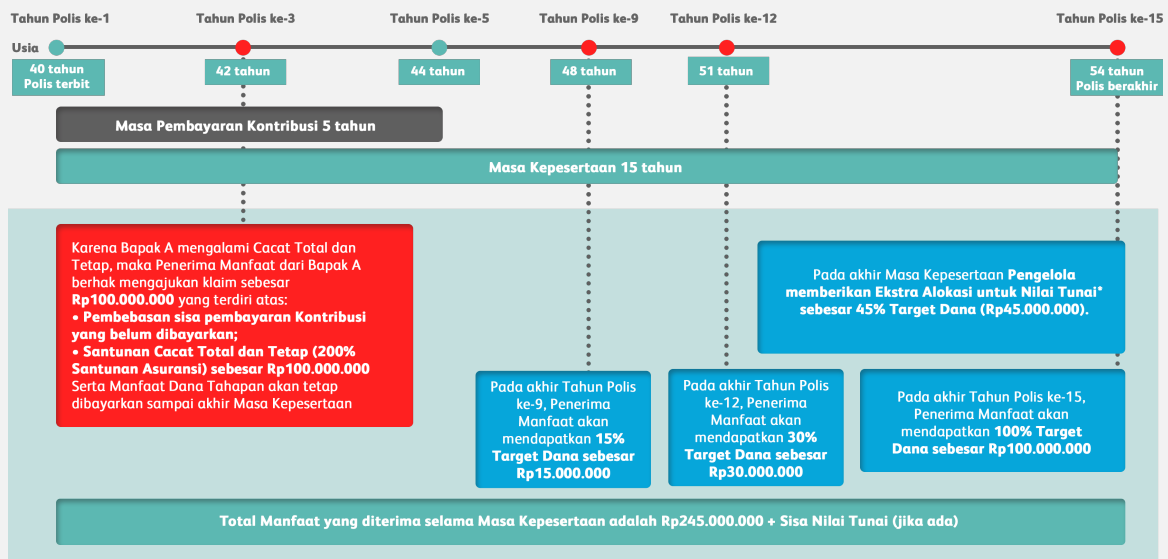 Tahun Polis ke-1
Tahun Polis ke-3
Tahun Polis ke-5
Tahun Polis ke-9
Tahun Polis ke-12
Tahun Polis ke-15
Usia
40 tahun
Polis terbit
42 tahun
44 tahun
48 tahun
51 tahun
54 tahun
Polis berakhir
Masa Pembayaran Kontribusi 5 tahun
Masa Kepesertaan 15 tahun
Karena Bapak A mengalami Cacat Total dan
Tetap, maka Penerima Manfaat dari Bapak A
berhak mengajukan klaim sebesar
Rp100.000.000 yang terdiri atas:
• Pembebasan sisa pembayaran Kontribusi
yang belum dibayarkan;
• Santunan Cacat Total dan Tetap (200%
Santunan Asuransi) sebesar Rp100.000.000
Serta Manfaat Dana Tahapan akan tetap
dibayarkan sampai akhir Masa Kepesertaan
Pada akhir Masa Kepesertaan Pengelola
memberikan Ekstra Alokasi untuk Nilai Tunai*
sebesar 45% Target Dana (Rp45.000.000).
Pada akhir Tahun Polis
ke-9, Penerima
Manfaat akan
mendapatkan 15%
Target Dana sebesar
Rp15.000.000
Pada akhir Tahun Polis
ke-12, Penerima
Manfaat akan
mendapatkan 30%
Target Dana sebesar
Rp30.000.000
Pada akhir Tahun Polis ke-15,
Penerima Manfaat akan
mendapatkan 100% Target
Dana sebesar Rp100.000.000
Total Manfaat yang diterima selama Masa Kepesertaan adalah Rp245.000.000 + Sisa Nilai Tunai (jika ada)